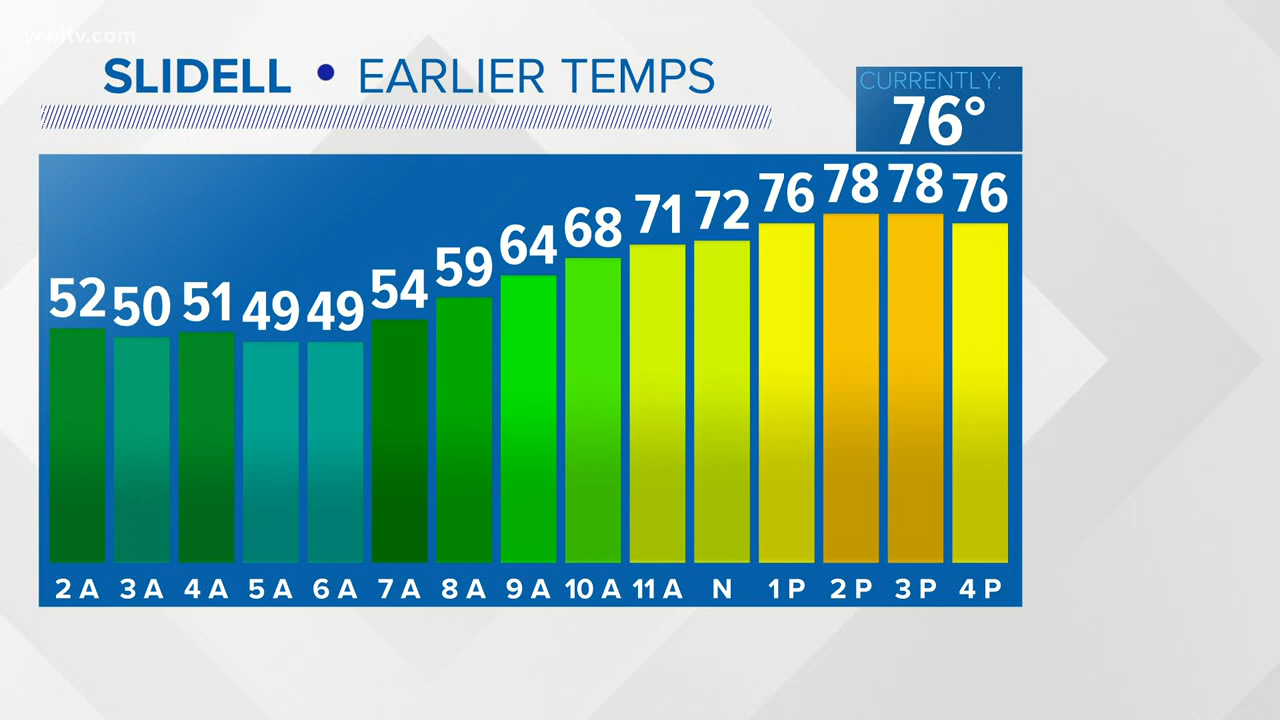 wwltv.com
SLIDELL • EARLIER TEMPS
CURRENTLY:
76°
52 50 51 49 49 54 59 64 68 71 72 76 78 78 76
2 A 3 A 4 A 5 A 6 A 7 A 8 A 9 A 10 A 11 A N 1 P 2 P 3 P 4 P